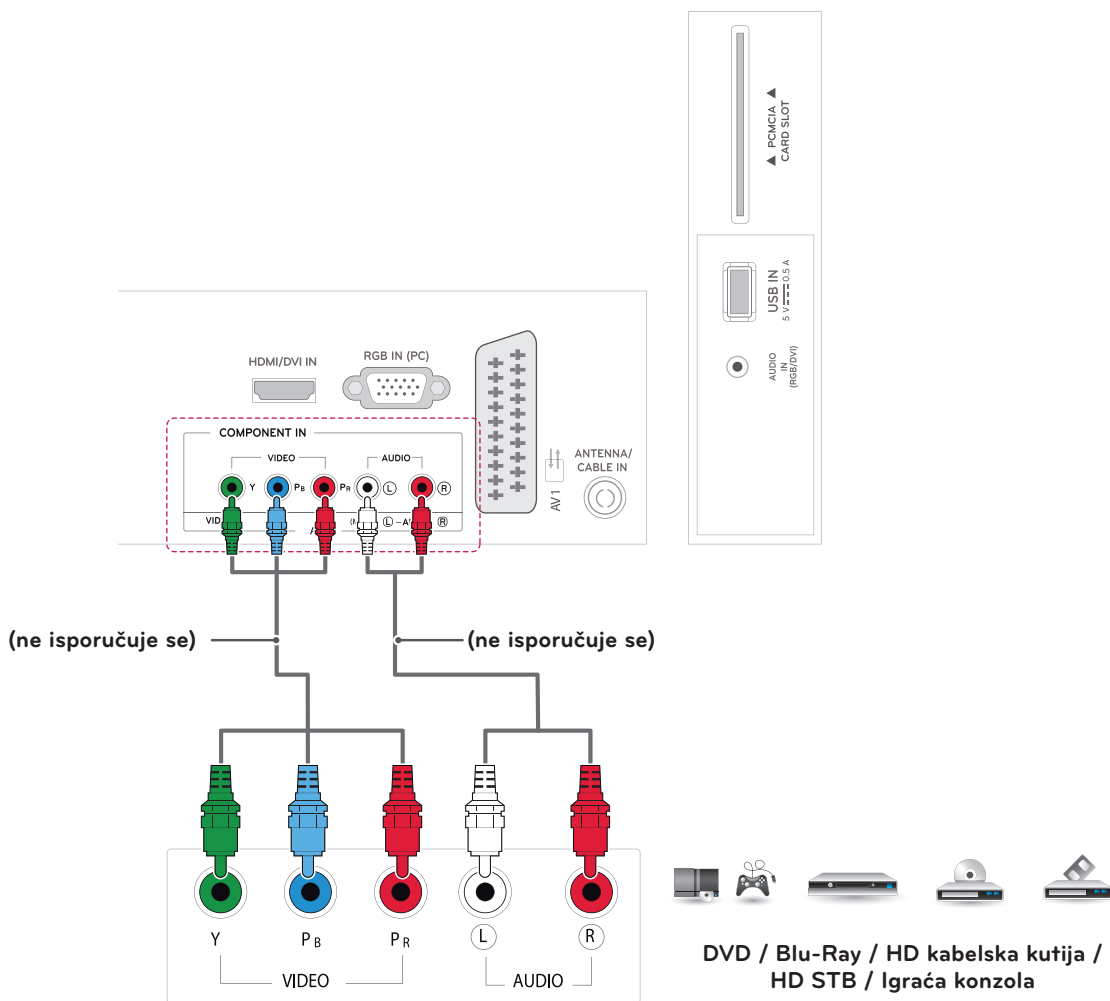 ▲ PCMCIA ▲
CARD SLOT
USB IN
5 V 0.5 A
AUDIO
IN
(RGB/DVI)
HDMI/DVI IN
RGB IN (PC)
COMPONENT IN
VIDEO
AUDIO
Y
PB
PR
L
R
L
R
AV1
ANTENNA/
CABLE IN
(ne isporučuje se)
(ne isporučuje se)
Y
PB
PR
L
R
VIDEO
AUDIO
DVD / Blu-Ray / HD kabelska kutija /
HD STB / Igraća konzola